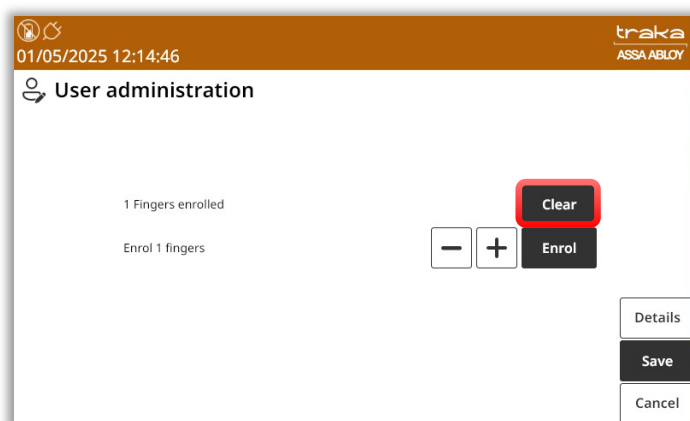 traka
01/05/2025 12:14:46
ASSA ABLOY
User administration
1 Fingers enrolled
Clear
Enrol 1 fingers
Enrol
Details
Save
Cancel